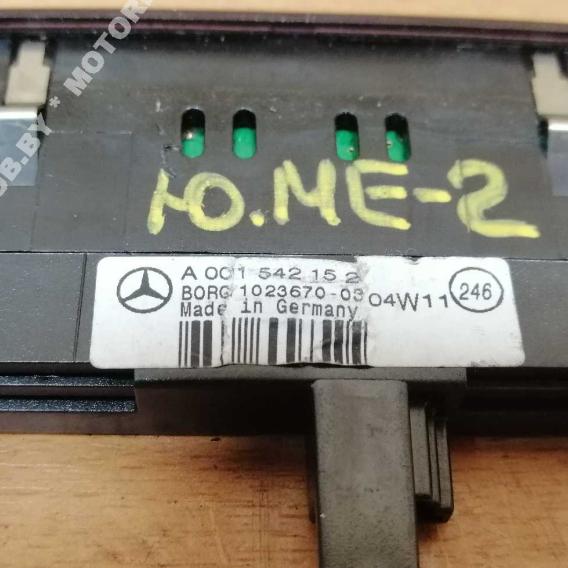 Ю.МЕ-2
A 001 542 15 2
BORG 1023670-03 04W11 246
Made in Germany